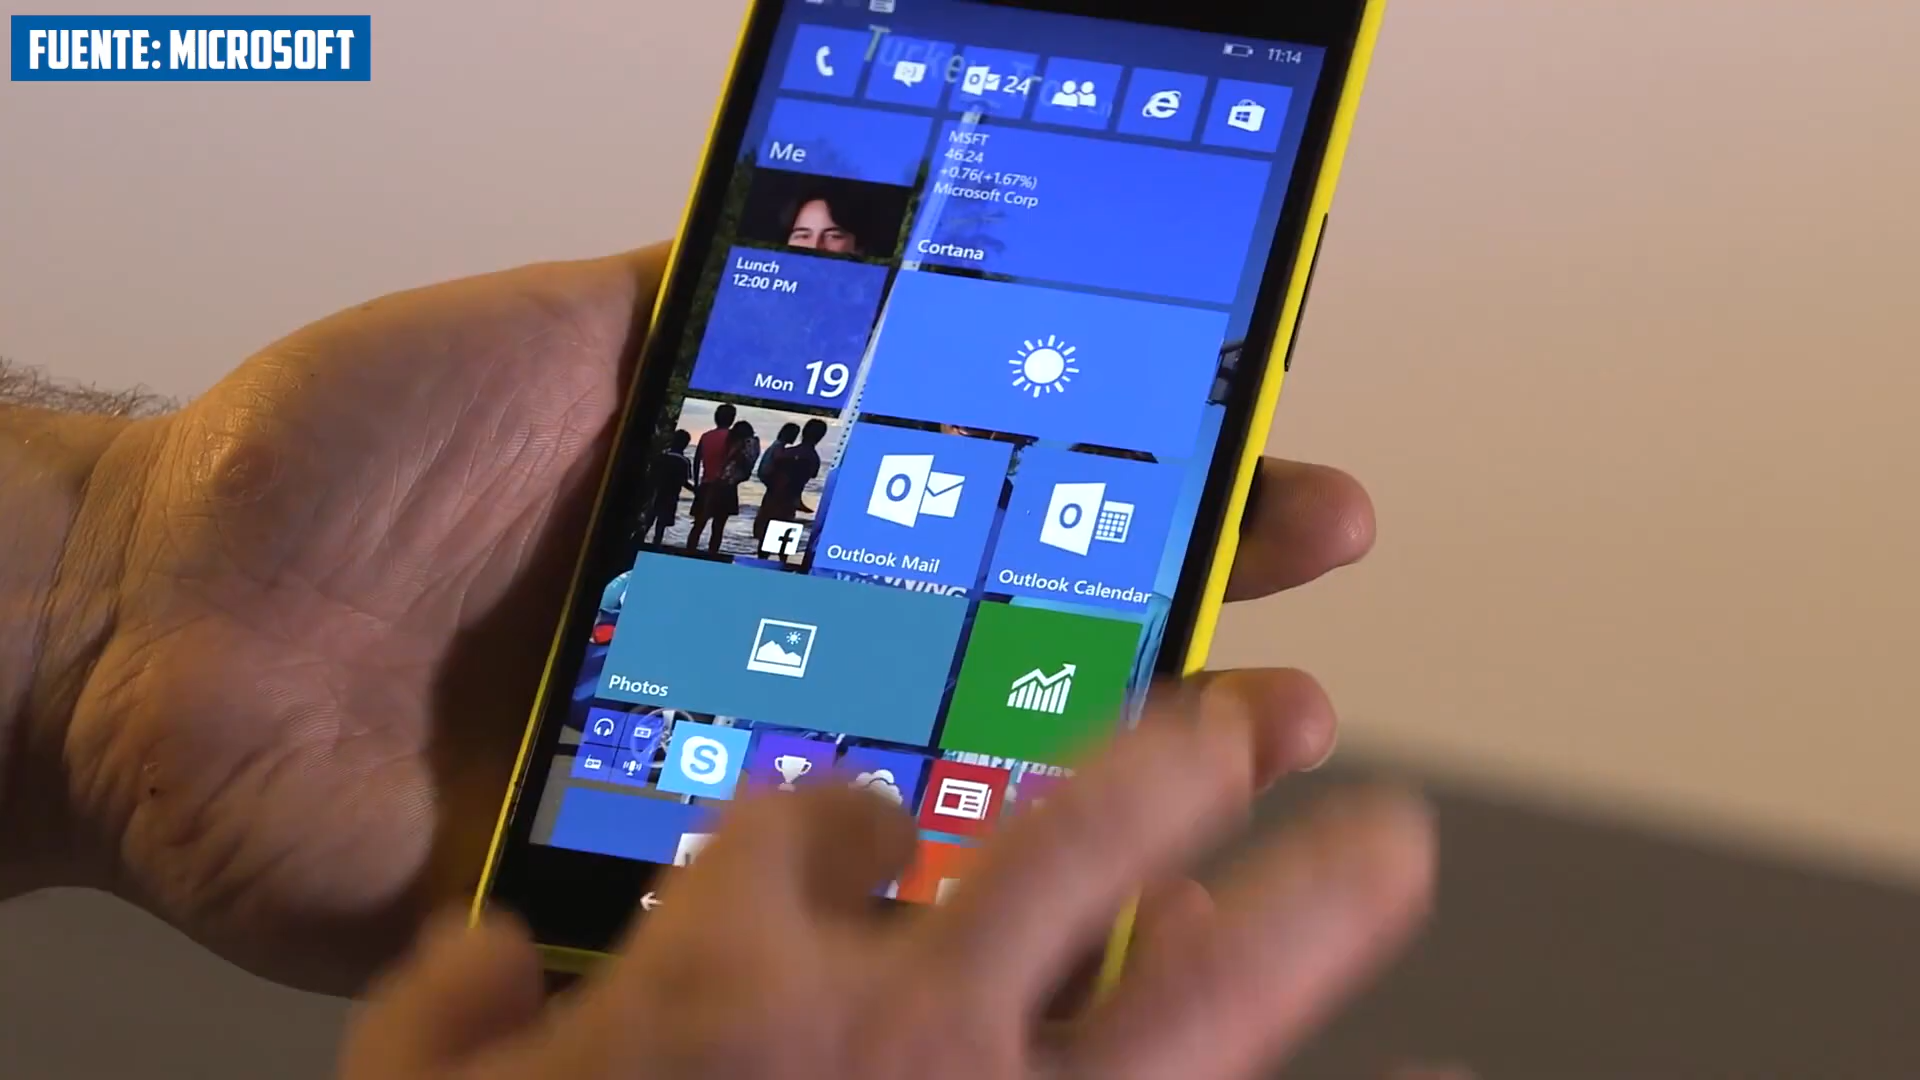 FUENTE: MICROSOFT
11:14
24
Me
MSFT
46.24
+0.76(+1.67%)
Microsoft Corp
Cortana
Lunch
12:00 PM
Mon 19
Outlook Mail
Outlook Calendar
Photos